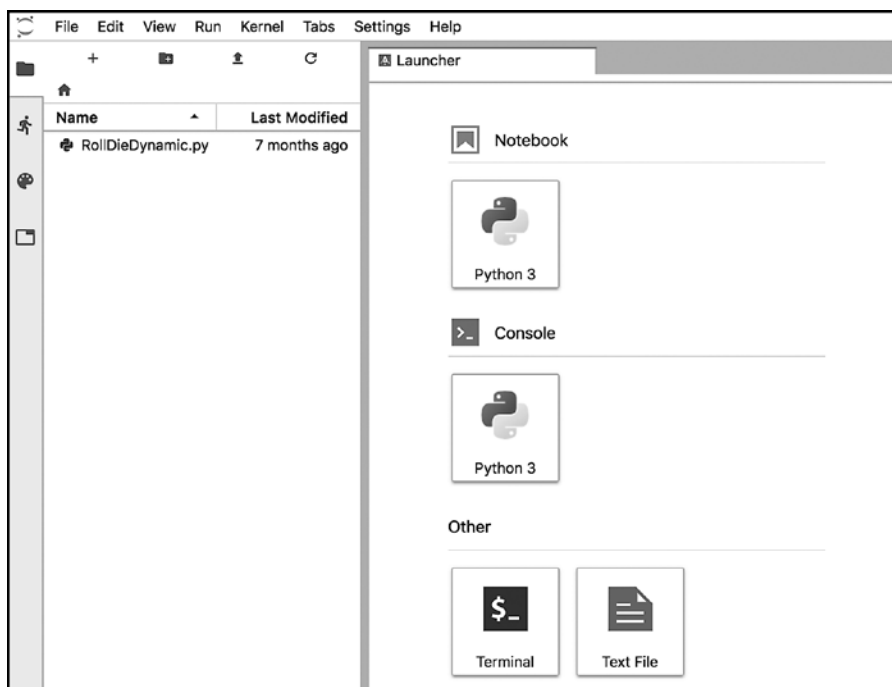 File Edit View Run Kernel Tabs Settings Help
Launcher
Name Last Modified
RollDieDynamic.py 7 months ago
Notebook
Python 3
Console
Python 3
Other
$_
Terminal Text File